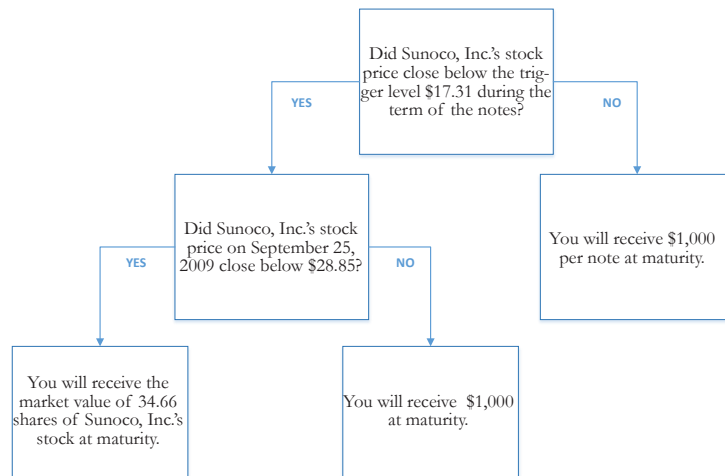 Did Sunoco, Inc.'s stock
price close below the trig-
ger level $17.31 during the
term of the notes?
YES
NO
Did Sunoco, Inc.'s stock
price on September 25,
2009 close below $28.85?
You will receive $1,000
per note at maturity.
YES
NO
You will receive the
market value of 34.66
shares of Sunoco, Inc.'s
stock at maturity.
You will receive $1,000
at maturity.